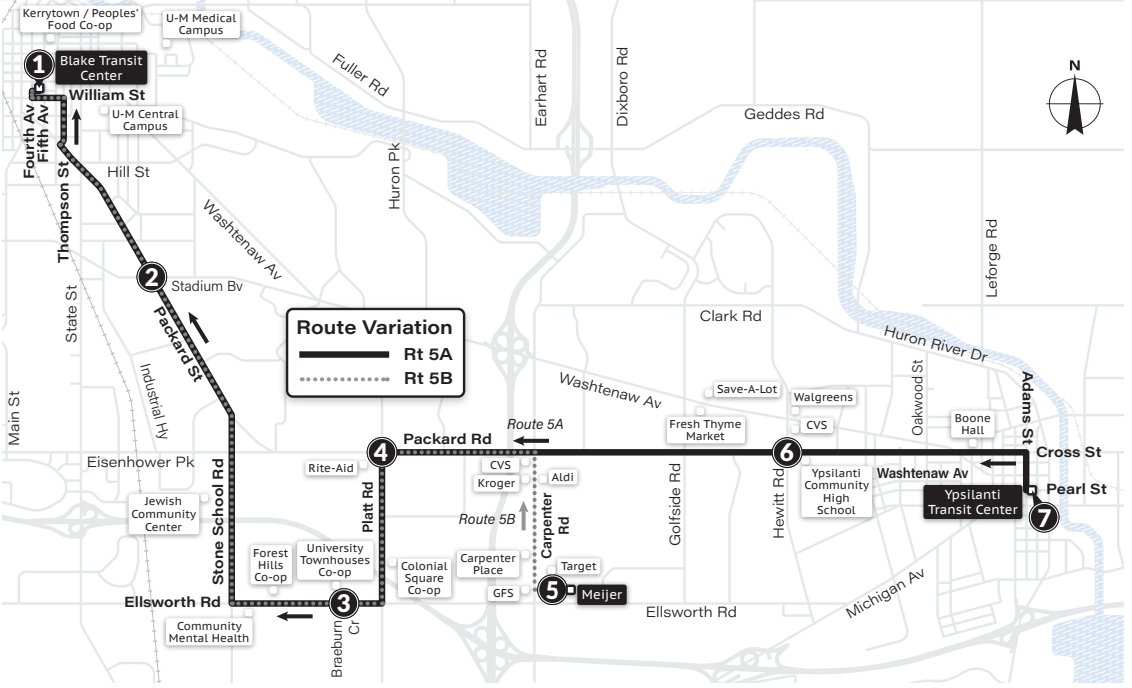 Kerrytown / Peoples'
Food Co-op
U-M Medical
Campus
1
Blake Transit
Center
William St
Fourth Av
Fifth Av
U-M Central
Campus
Thompson St
Hill St
Washtenaw Av
Fuller Rd
Huron Pk
Earhart Rd
Dixboro Rd
Geddes Rd
N
Leforge Rd
2
Stadium Bv
State St
Packard St
Industrial Hy
Main St
Route Variation
Rt 5A
Rt 5B
Clark Rd
Huron River Dr
Washtenaw Av
Save-A-Lot
Walgreens
Fresh Thyme
Market
CVS
Oakwood St
Boone
Hall
Adams St
Route 5A
4
Packard Rd
6
Cross St
Eisenhower Pk
Rite-Aid
CVS
Kroger
Aldi
Golfside Rd
Hewitt Rd
Ypsilanti
Community
High
School
Washtenaw Av
Ypsilanti
Transit Center
Pearl St
7
Jewish
Community
Center
Stone School Rd
Platt Rd
Route 5B
Carpenter
Rd
Forest
Hills
Co-op
University
Townhouses
Co-op
Colonial
Square
Co-op
Carpenter
Place
Target
GFS
5
Meijer
Ellsworth Rd
3
Ellsworth Rd
Michigan Av
Community
Mental Health
Braeburn
Cr